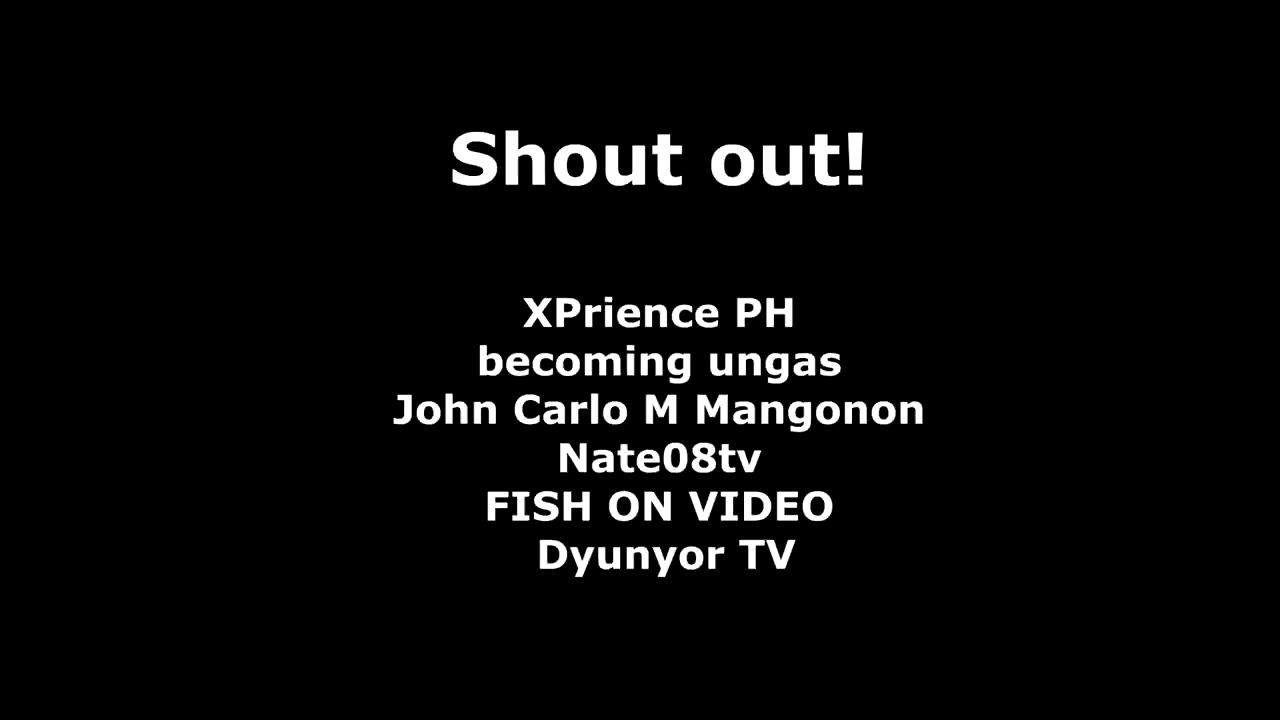 Shout out!
XPrience PH
becoming ungas
John Carlo M Mangonon
Nate08tv
FISH ON VIDEO
Dyunyor TV